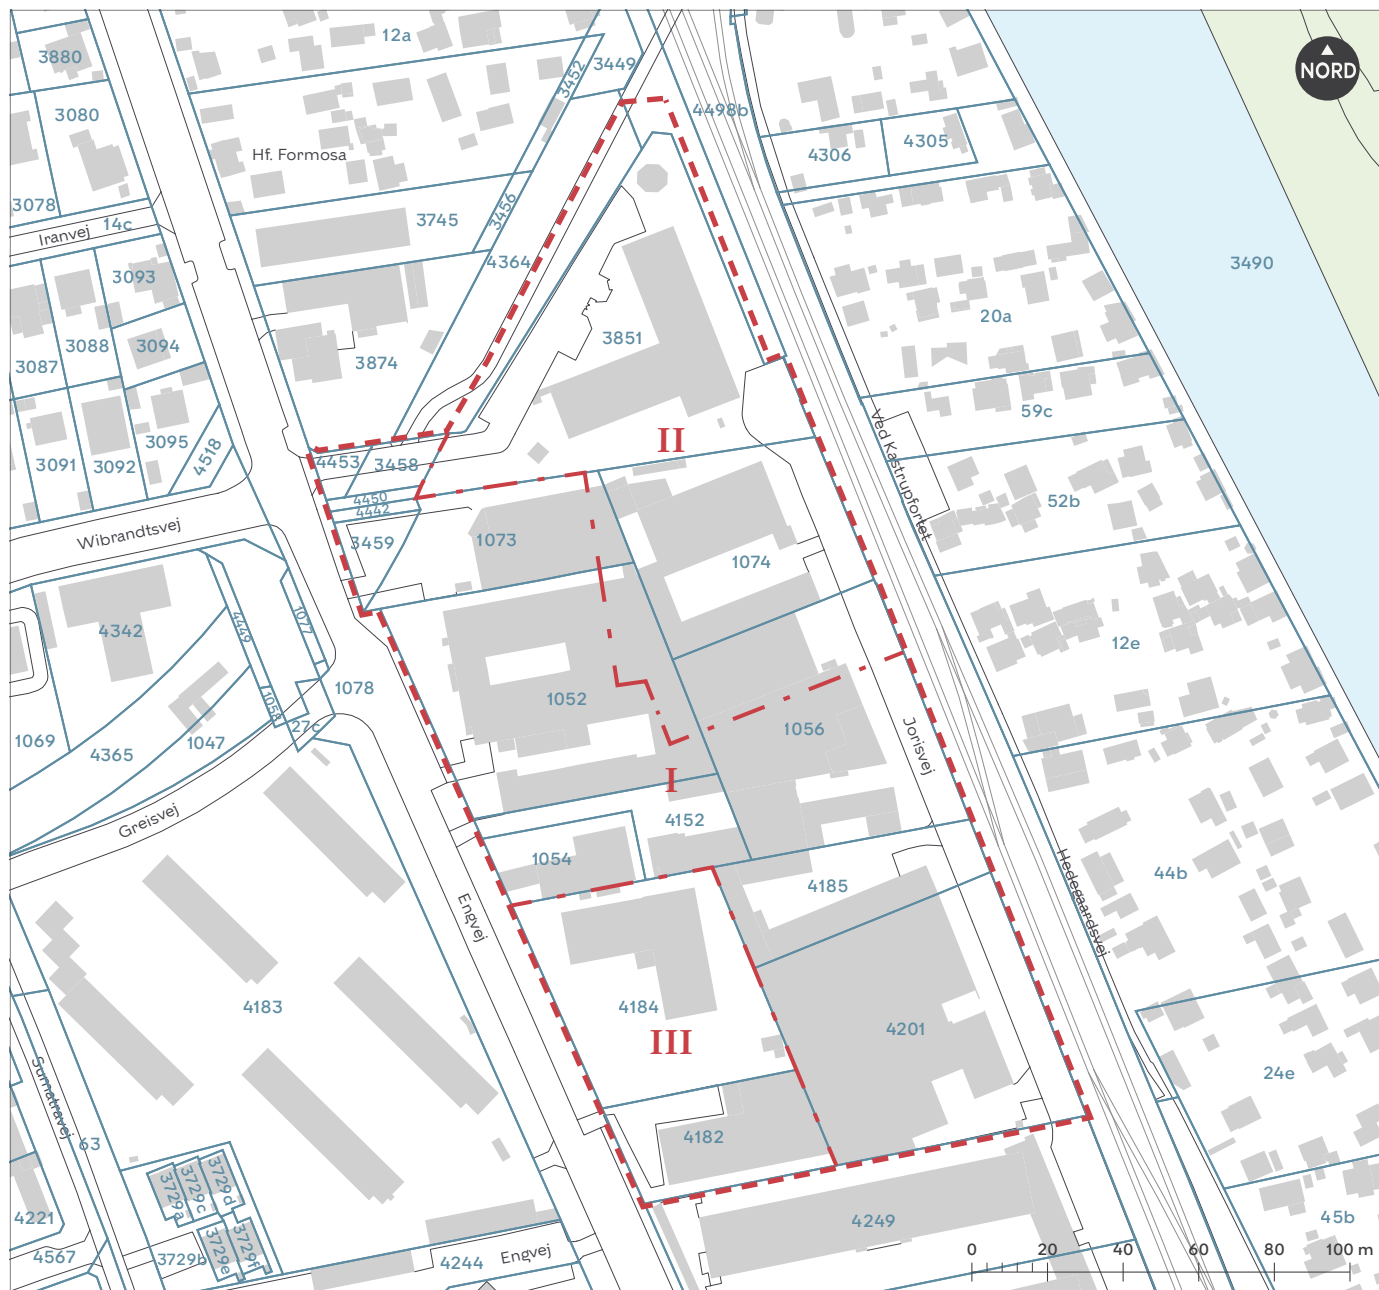 12a
3880
3452
3449
NORD
3080
4498b
4306
4305
Hf. Formosa
3078
14c
Iranvej
3745
3456
4364
3490
3093
20a
3851
3088
3094
3087
3874
59c
Ved Kastrupfortet
II
3095
4518
3091
3092
4453
3458
4450
4442
52b
Wibrandtsvej
3459
1073
1074
4342
4449
1077
12e
1078
1052
1058
27c
1056
Jorisvej
1069
4365
1047
I
Greisvej
4152
1054
4185
44b
Hedegaardsvej
Engvej
4183
4184
4201
III
Sumatravej
24e
63
4182
3729a
3729c
3729d
4221
4249
45b
3729b
3729e
3729f
4567
4244
Engvej
0 20 40 60 80 100 m